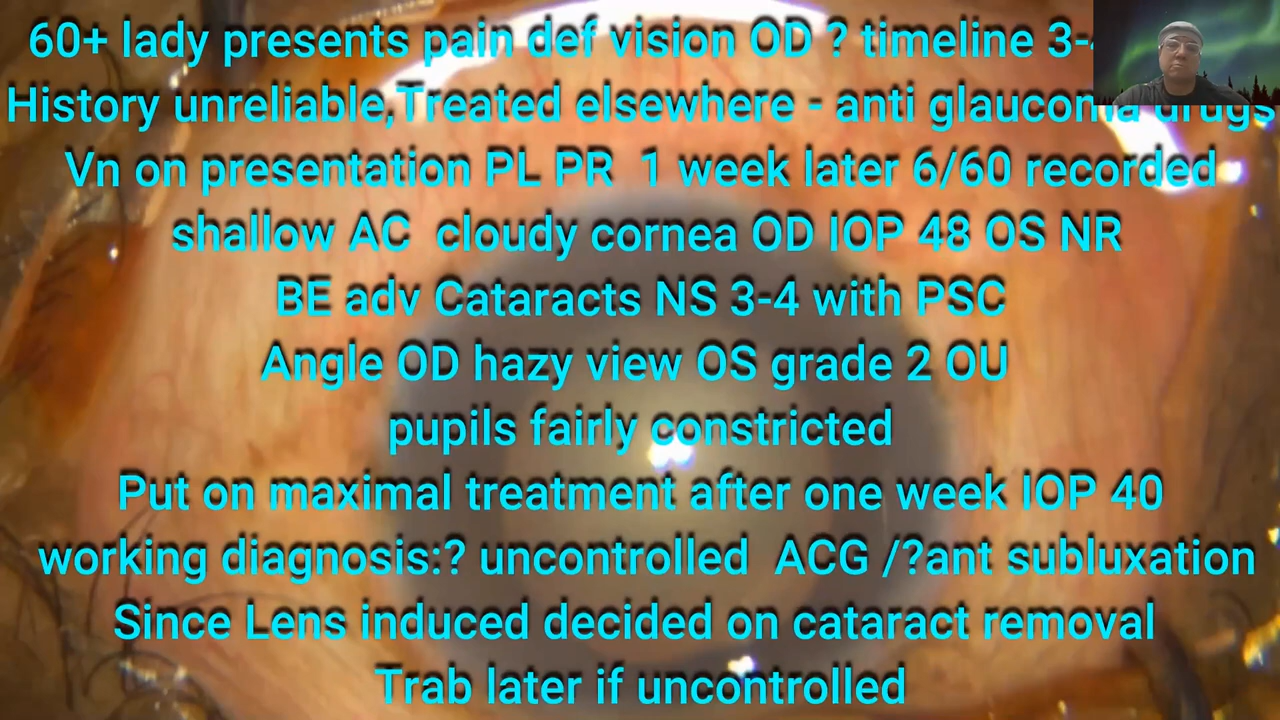 60+ lady presents pain def vision OD ? timeline 3-
History unreliable,Treated elsewhere - anti glaucoma drugs
Vn on presentation PL PR 1 week later 6/60 recorded
shallow AC cloudy cornea OD IOP 48 OS NR
BE adv Cataracts NS 3-4 with PSC
Angle OD hazy view OS grade 2 OU
pupils fairly constricted
Put on maximal treatment after one week IOP 40
working diagnosis:? uncontrolled ACG /?ant subluxation
Since Lens induced decided on cataract removal
Trab later if uncontrolled